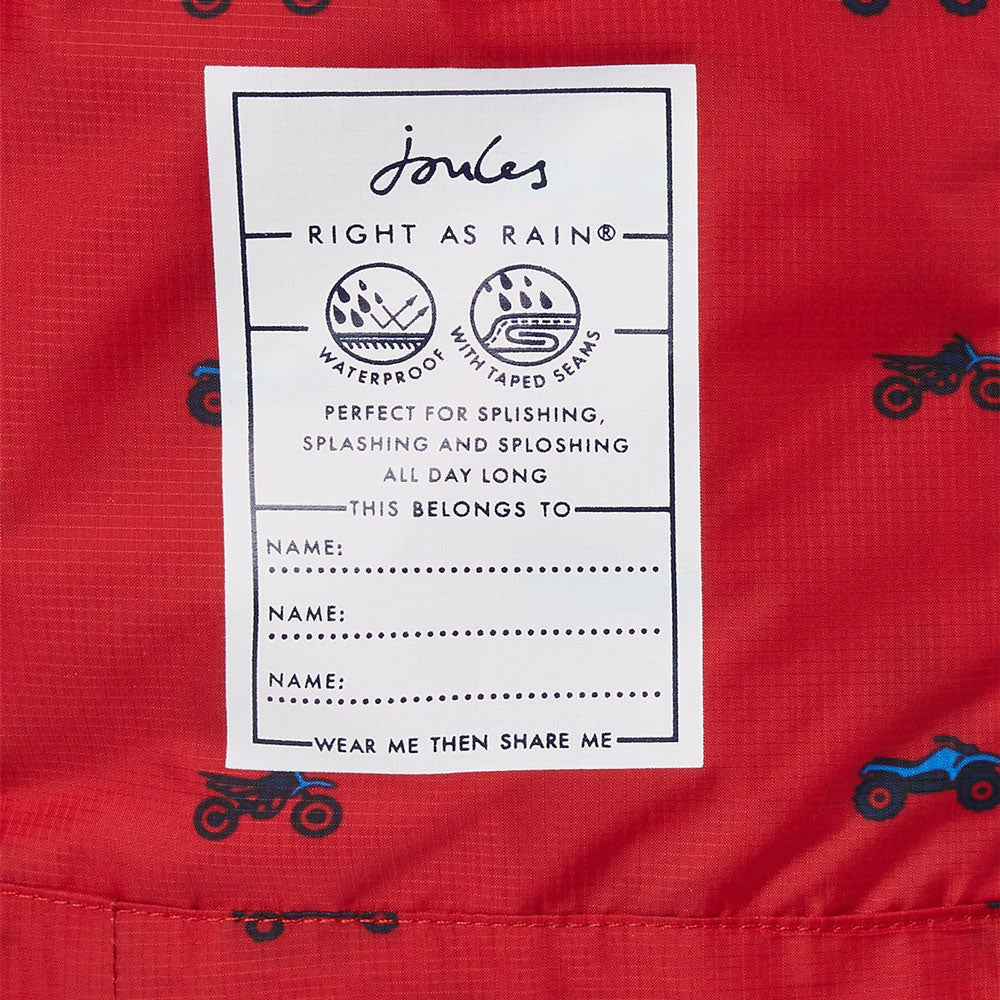 Joules
RIGHT AS RAIN®
WATERPROOF
WITH TAPED SEAMS
PERFECT FOR SPLISHING,
SPLASHING AND SPLOSHING
ALL DAY LONG
THIS BELONGS TO
NAME:
NAME:
NAME:
WEAR ME THEN SHARE ME